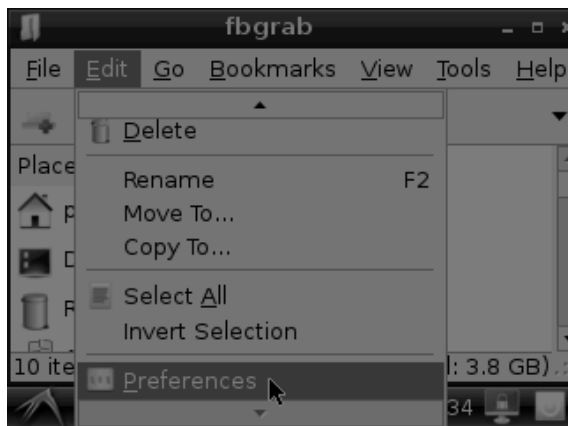 fbgrab
File Edit Go Bookmarks View Tools Help
Delete
Place
Rename F2
Move To...
Copy To...
Select All
Invert Selection
10 ite : 3.8 GB)
Preferences
34